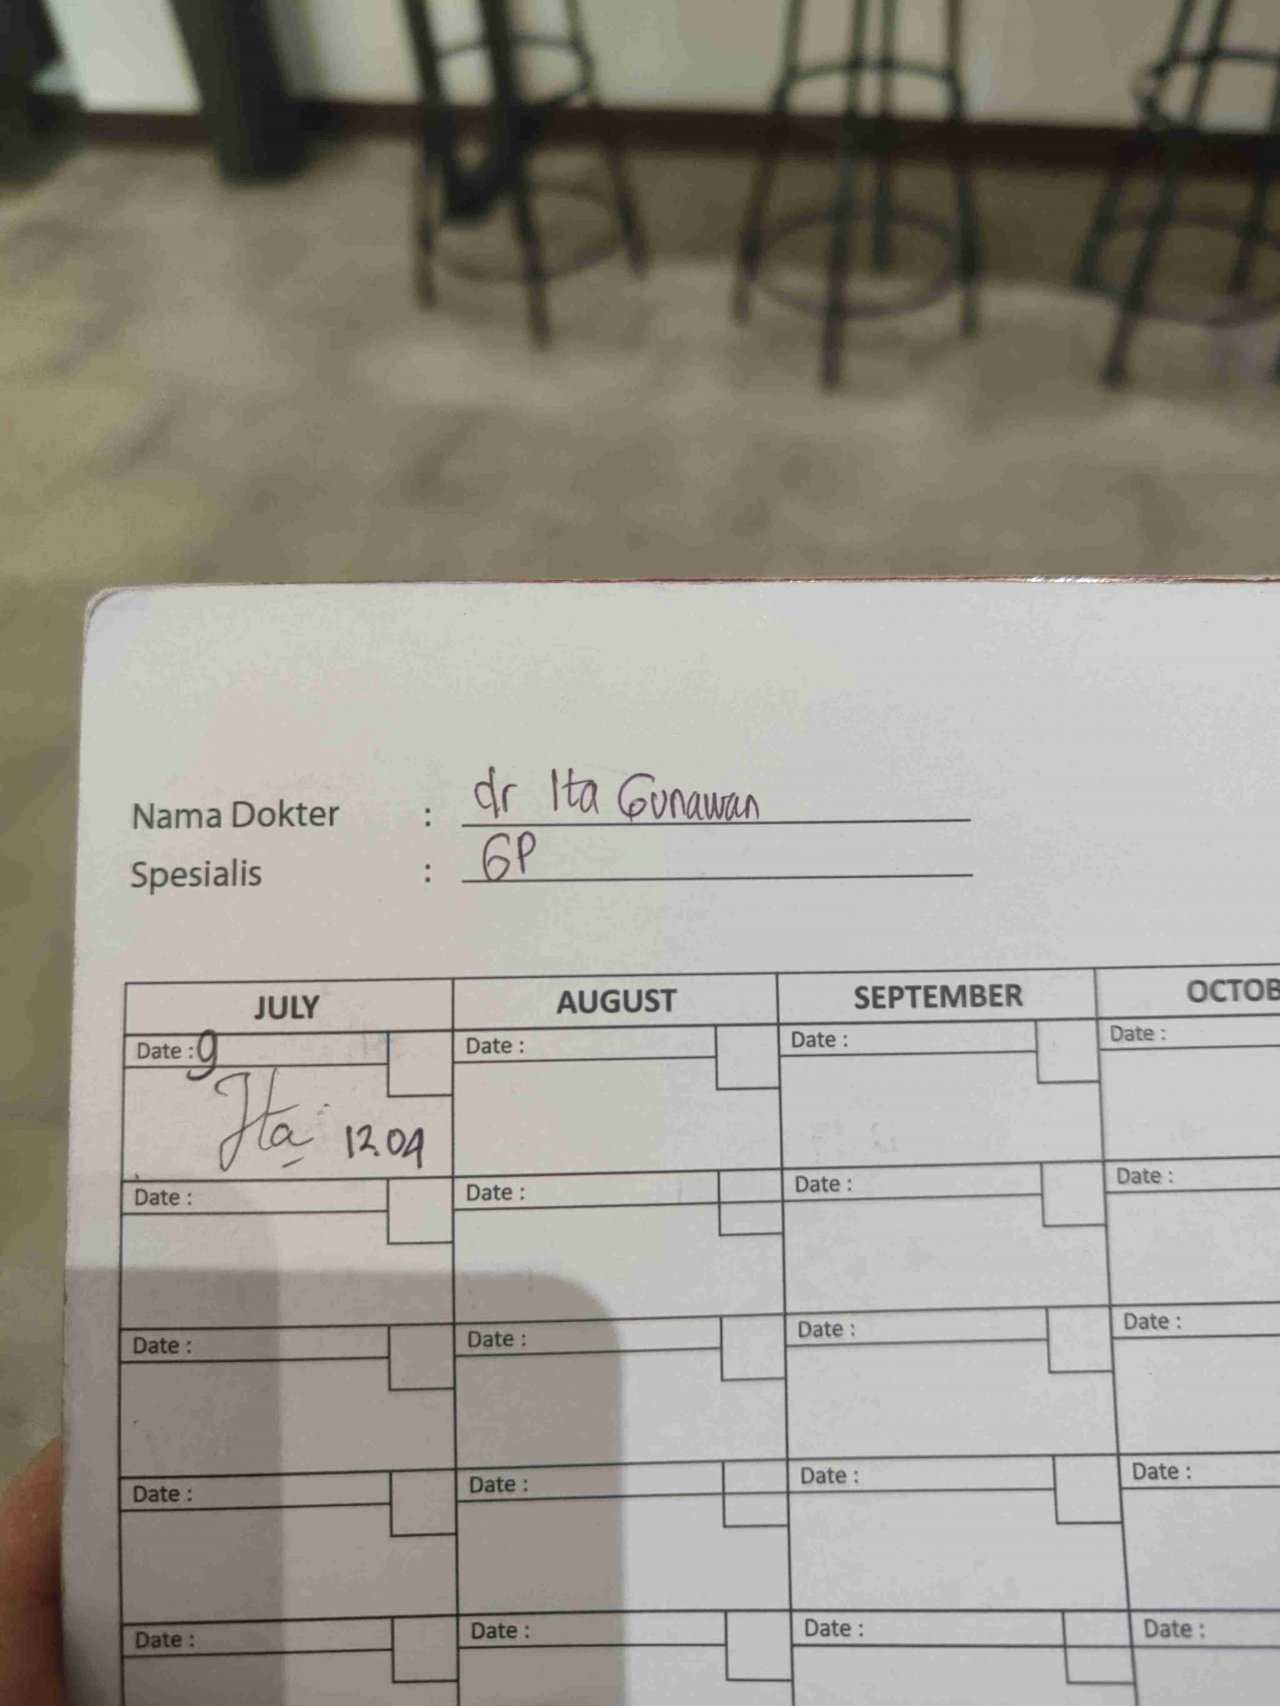 Nama Dokter : dr Ita Gunawan
Spesialis : GP
JULY AUGUST SEPTEMBER OCTOB
Date : 9 Date : Date : Date :
Ita 12.04
Date : Date : Date : Date :
Date : Date : Date : Date :
Date : Date : Date : Date :
Date : Date : Date : Date :